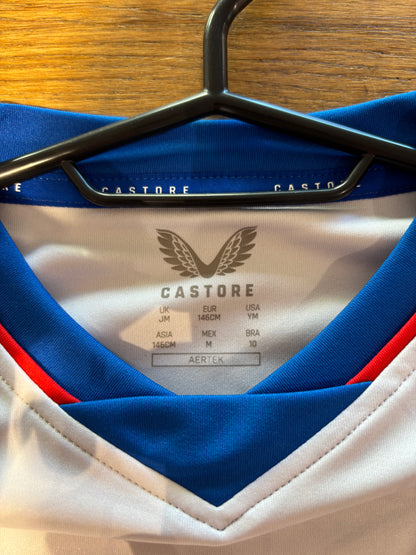 CASTORE CASTORE
CASTORE
UK EUR USA
JM 146CM YM
ASIA MEX BRA
146CM M 10
AERTEK